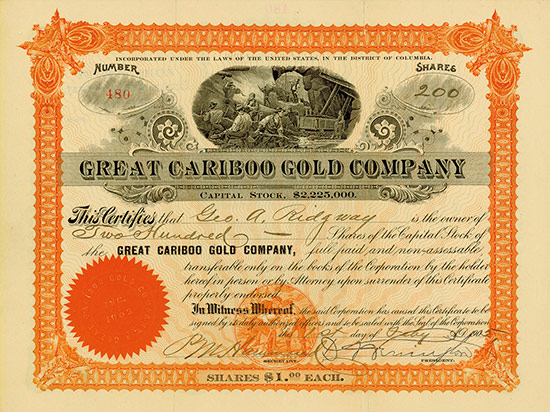 INCORPORATED UNDER THE LAWS OF THE UNITED STATES, IN THE DISTRICT OF COLUMBIA.
NUMBER SHARES
480 200
GREAT CARIBOO GOLD COMPANY
CAPITAL STOCK, $2,225,000.
This Certifies that Geo. A. Ridgway is the owner of
Two Hundred Shares of the Capital Stock of
the GREAT CARIBOO GOLD COMPANY, full paid and non-assessable
transferable only on the books of the Corporation by the holder
hereof in person or by Attorney upon surrender of this Certificate
properly endorsed.
In Witness Whereof, the said Corporation has caused this Certificate to be
signed by its duly authorized officers and to be sealed with the Seal of the Corporation
day of A.D. 1905
SECRETARY. PRESIDENT.
SHARES $1.00 EACH.